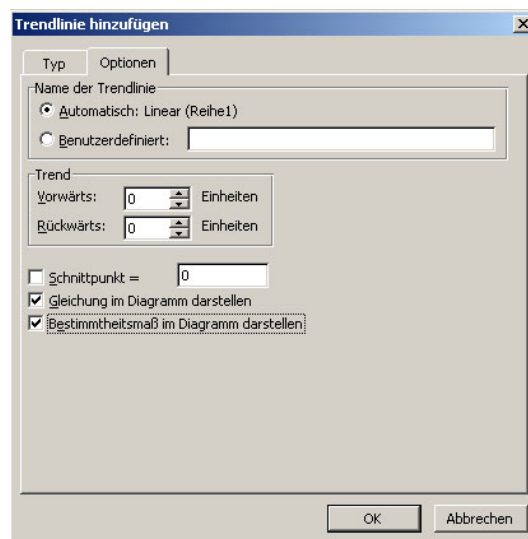 Trendlinie hinzufügen
Typ Optionen
Name der Trendlinie
Automatisch: Linear (Reihe1)
Benutzerdefiniert:
Trend
Vorwärts: 0 Einheiten
Rückwärts: 0 Einheiten
Schnittpunkt = 0
Gleichung im Diagramm darstellen
Bestimmtheitsmaß im Diagramm darstellen
OK Abbrechen